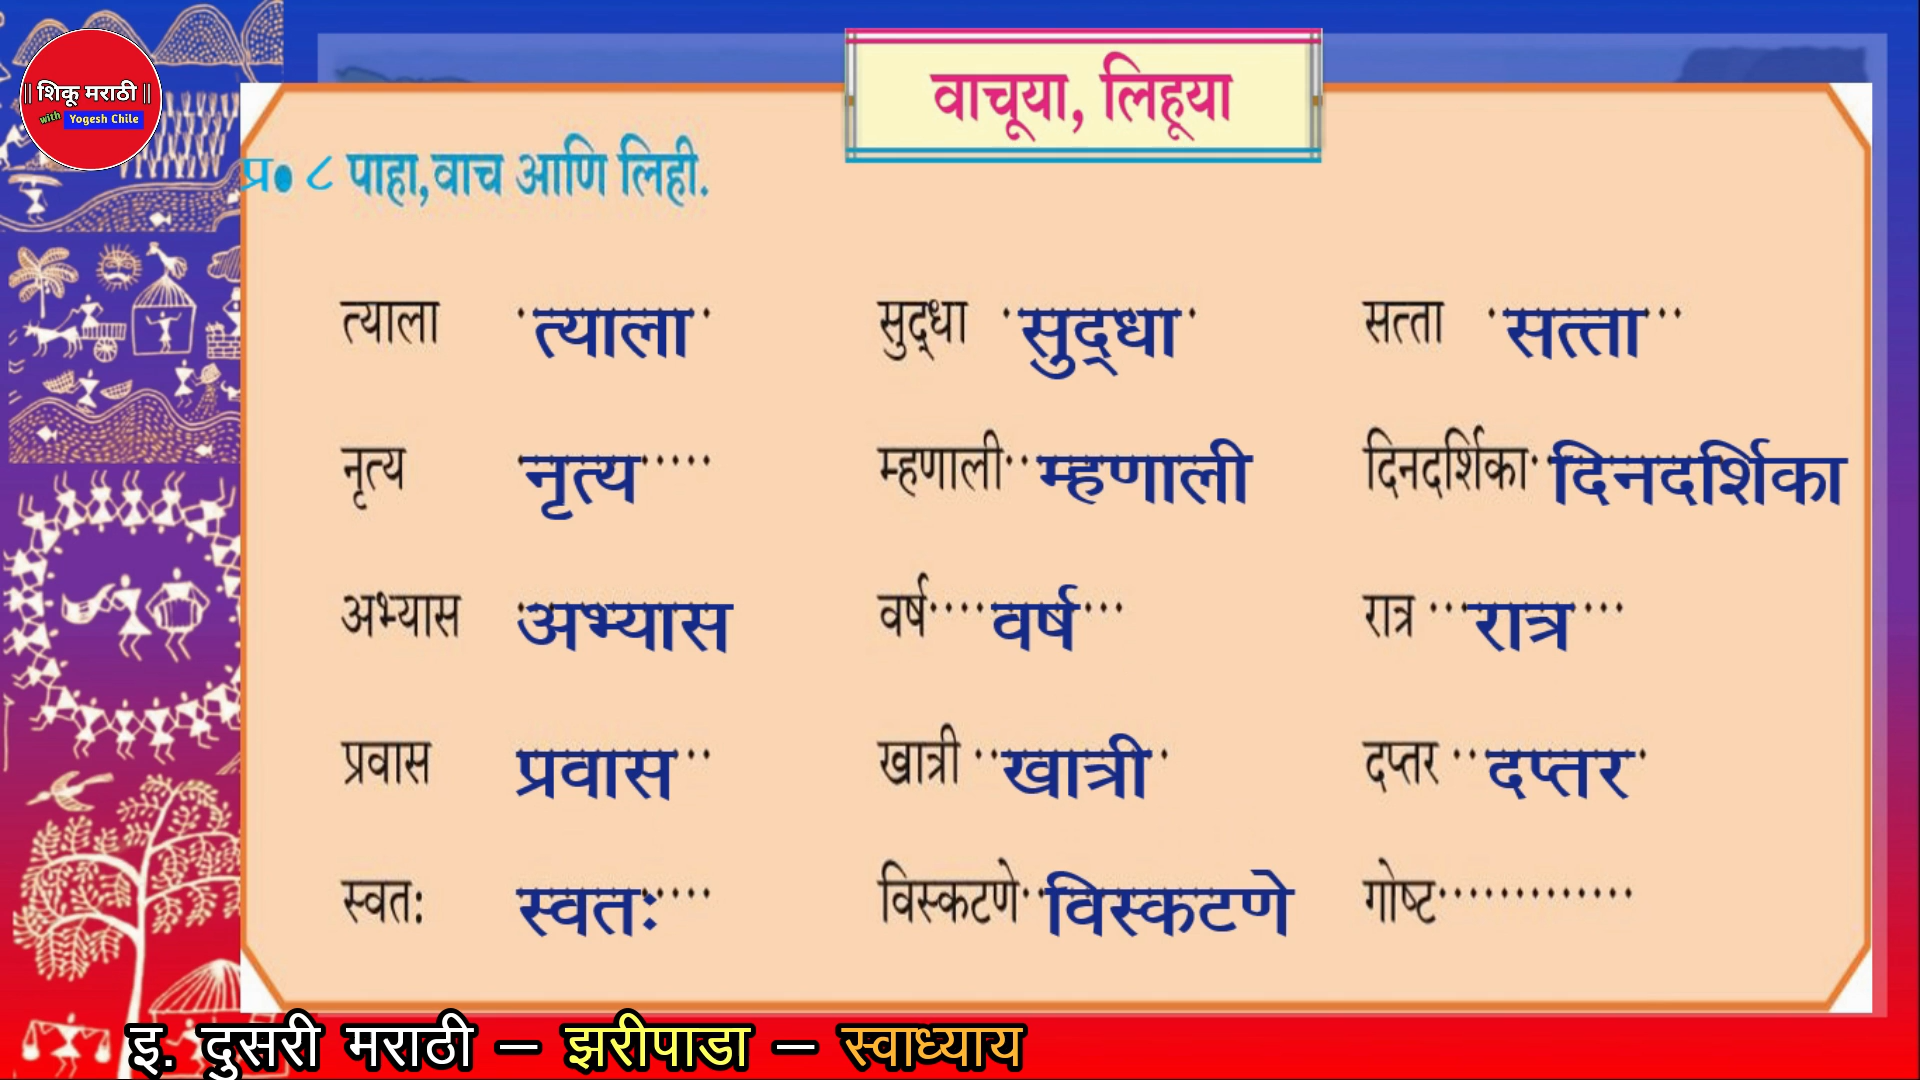 || शिकू मराठी ||
with Yogesh Chile
वाचूया, लिहूया
प्र० ८ पाहा, वाच आणि लिही.
त्याला त्याला सुद्‌धा सुद्‌धा सत्ता सत्ता
नृत्य नृत्य म्हणाली म्हणाली दिनदर्शिका दिनदर्शिका
अभ्यास अभ्यास वर्ष वर्ष रात्र रात्र
प्रवास प्रवास खात्री खात्री दप्तर दप्तर
स्वतः स्वतः विस्कटणे विस्कटणे गोष्ट
इ. दुसरी मराठी – झरीपाडा – स्वाध्याय